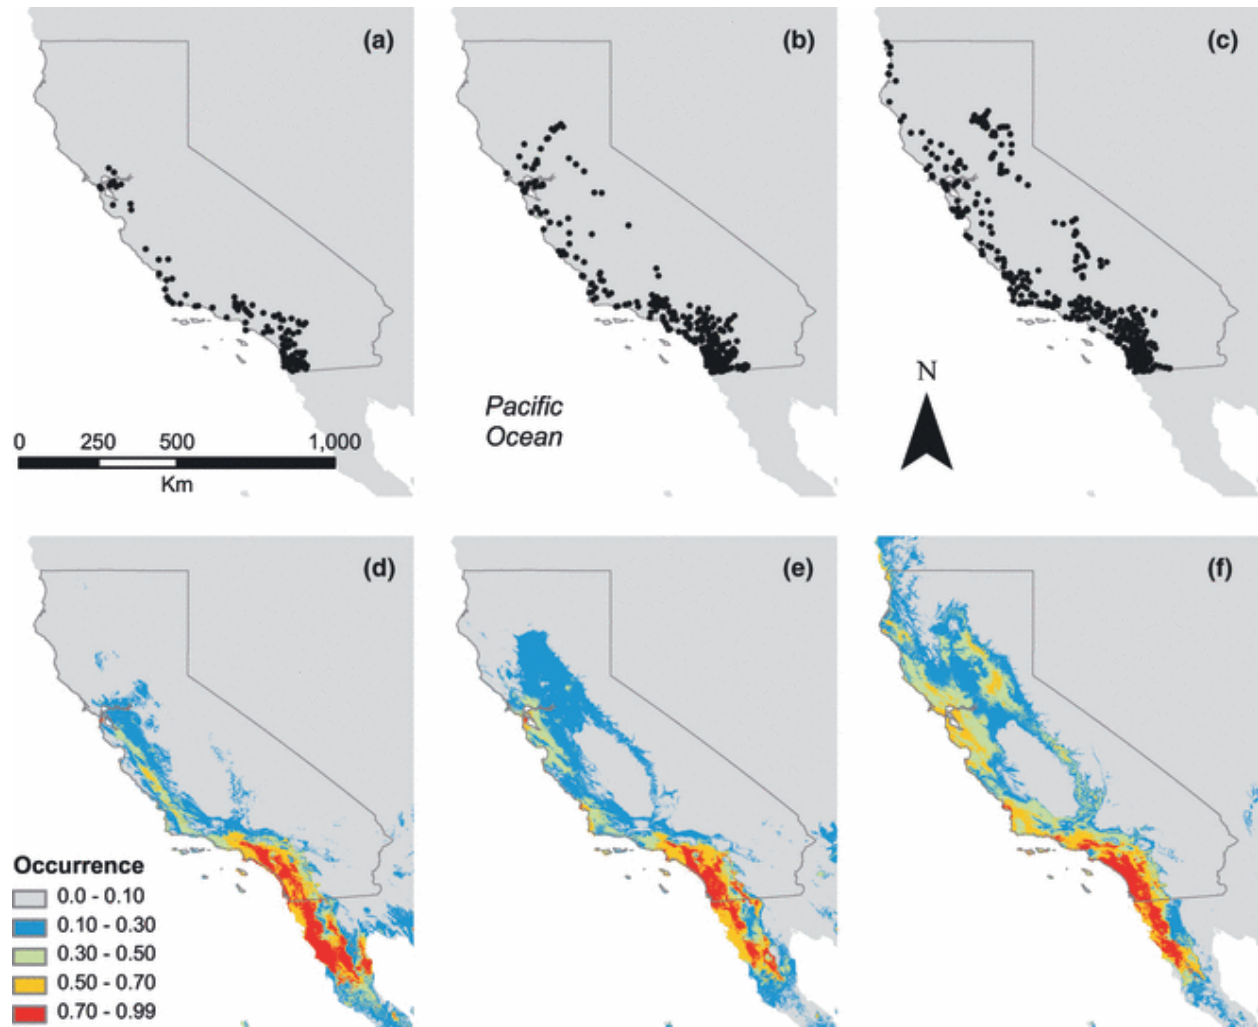 (a)
(b)
(c)
N
Pacific
Ocean
0 250 500 1,000
Km
(d)
(e)
(f)
Occurrence
0.0 - 0.10
0.10 - 0.30
0.30 - 0.50
0.50 - 0.70
0.70 - 0.99